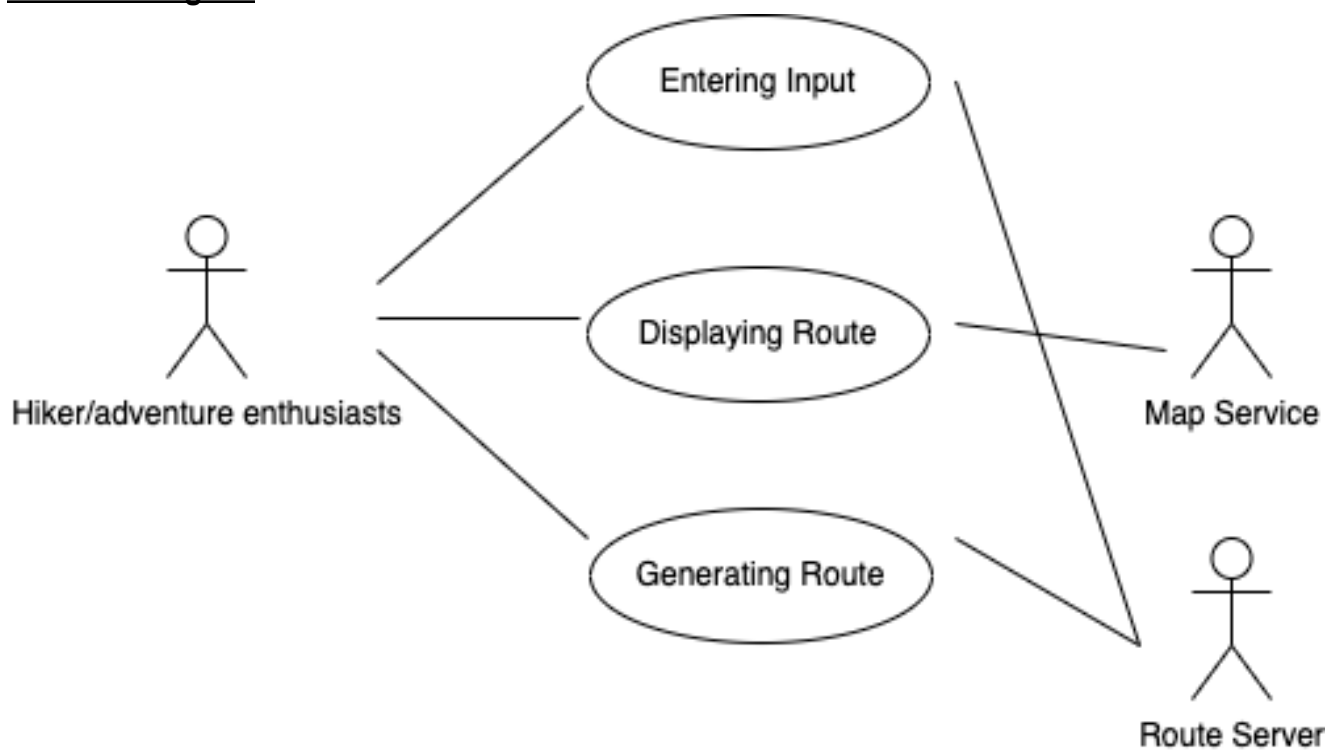 Entering Input
Displaying Route
Hiker/adventure enthusiasts
Map Service
Generating Route
Route Server